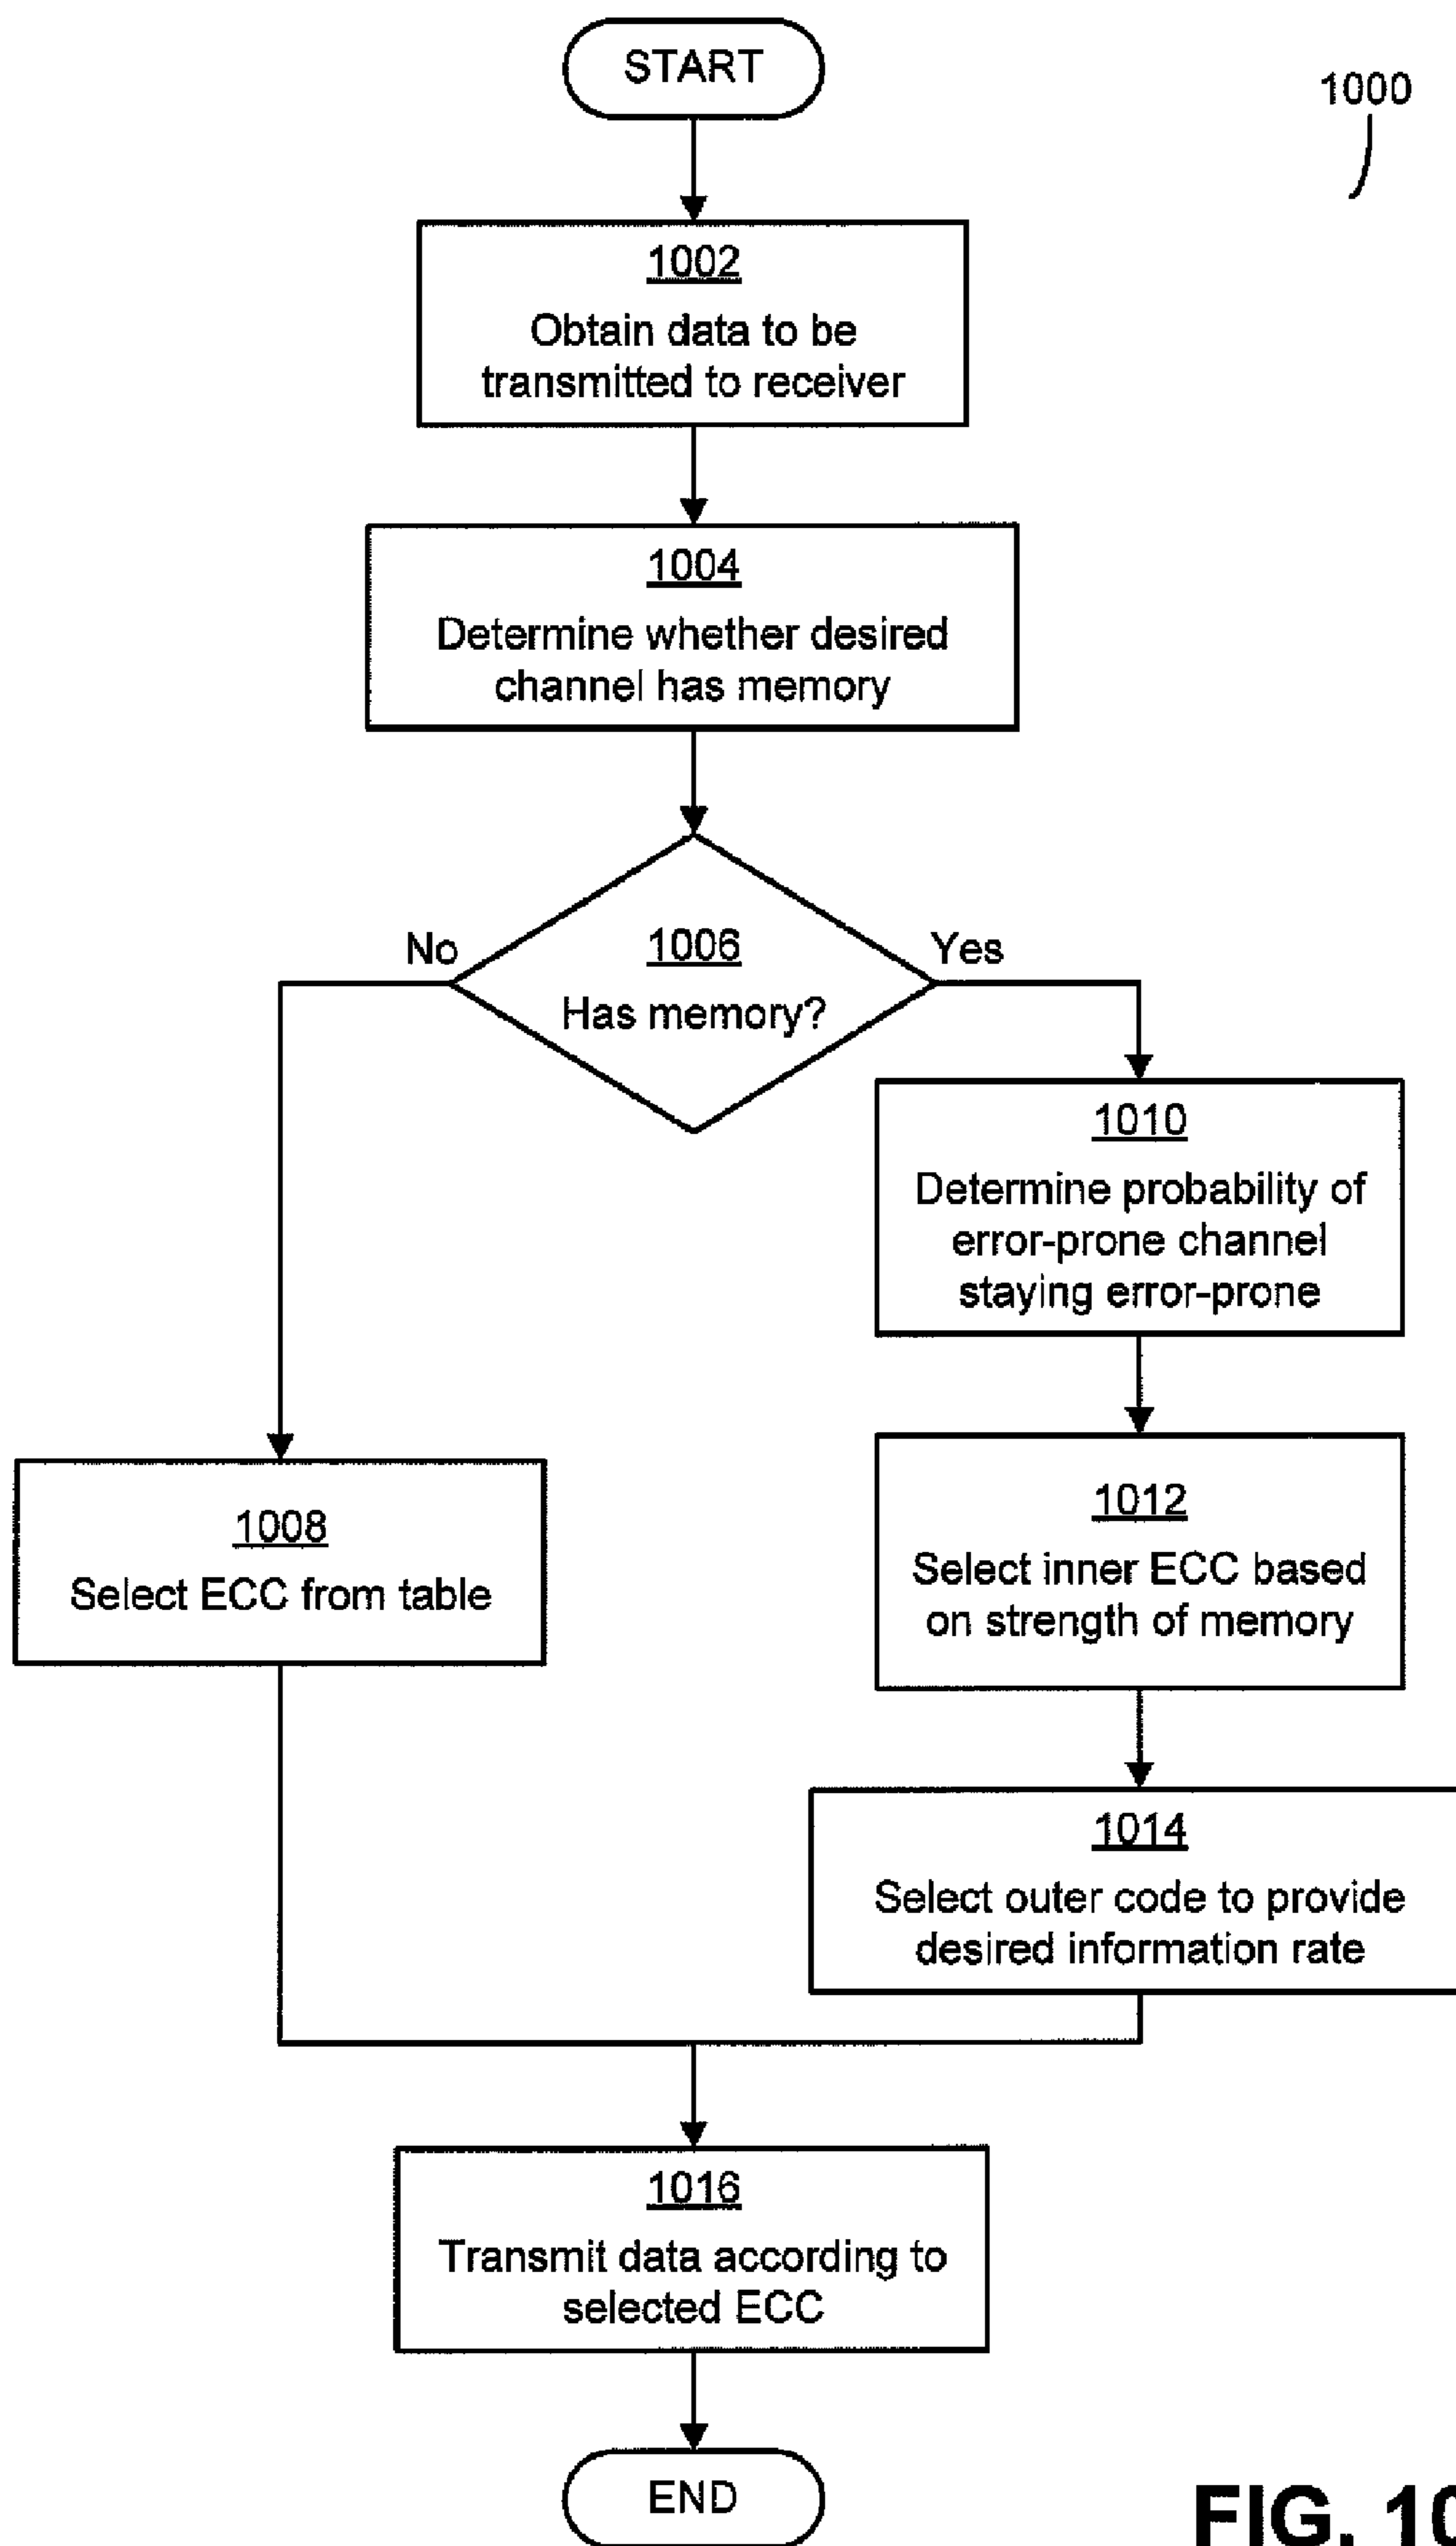 START
1000
1002
Obtain data to be
transmitted to receiver
1004
Determine whether desired
channel has memory
No
1006
Yes
Has memory?
1010
Determine probability of
error-prone channel
staying error-prone
1012
Select inner ECC based
on strength of memory
1008
Select ECC from table
1014
Select outer code to provide
desired information rate
1016
Transmit data according to
selected ECC
END
FIG. 10